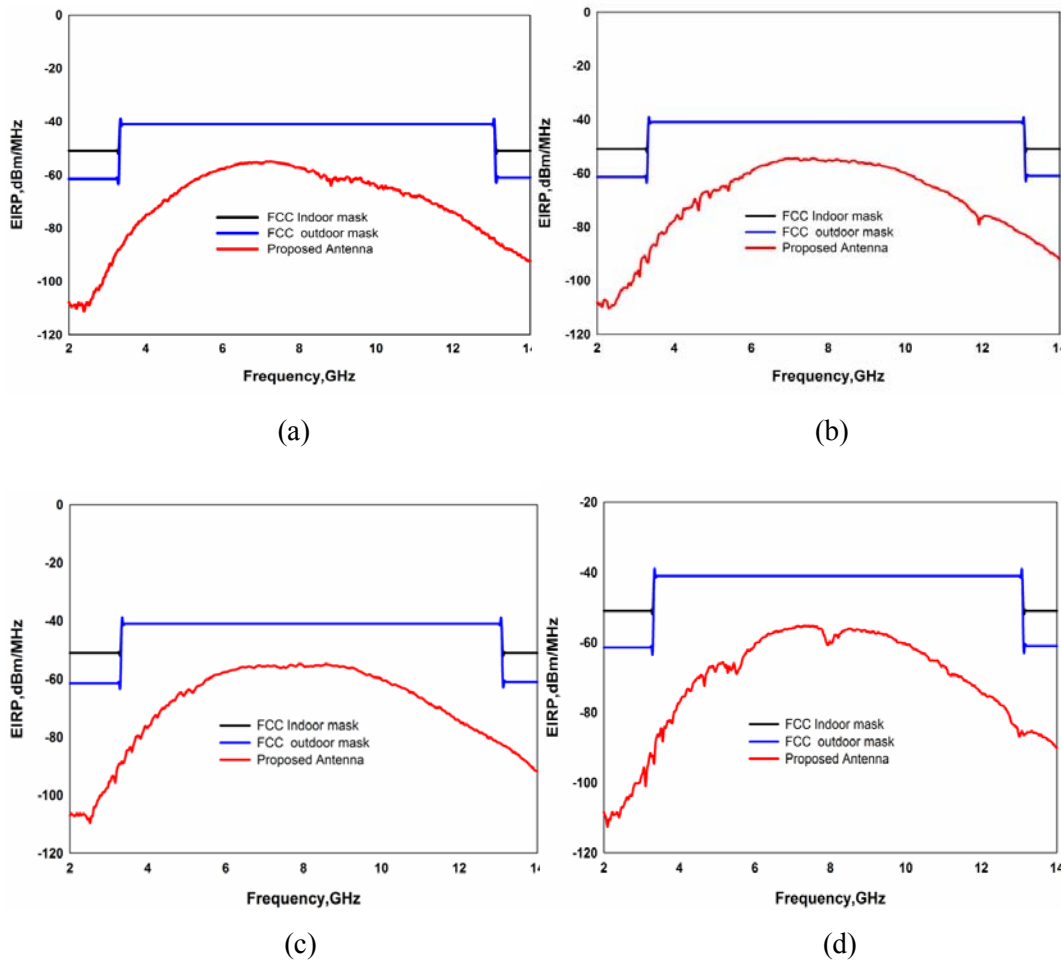 0
-20
-40
-60
-80
-100
-120
EIRP,dBm/MHz
FCC Indoor mask
FCC outdoor mask
Proposed Antenna
2 4 6 8 10 12 14
Frequency,GHz
(a)
0
-20
-40
-60
-80
-100
-120
EIRP,dBm/MHz
FCC Indoor mask
FCC outdoor mask
Proposed Antenna
2 4 6 8 10 12 14
Frequency,GHz
(b)
0
-20
-40
-60
-80
-100
-120
EIRP,dBm/MHz
FCC Indoor mask
FCC outdoor mask
Proposed Antenna
2 4 6 8 10 12 14
Frequency,GHz
(c)
-20
-40
-60
-80
-100
-120
EIRP,dBm/MHz
FCC Indoor mask
FCC outdoor mask
Proposed Antenna
2 4 6 8 10 12 14
Frequency,GHz
(d)